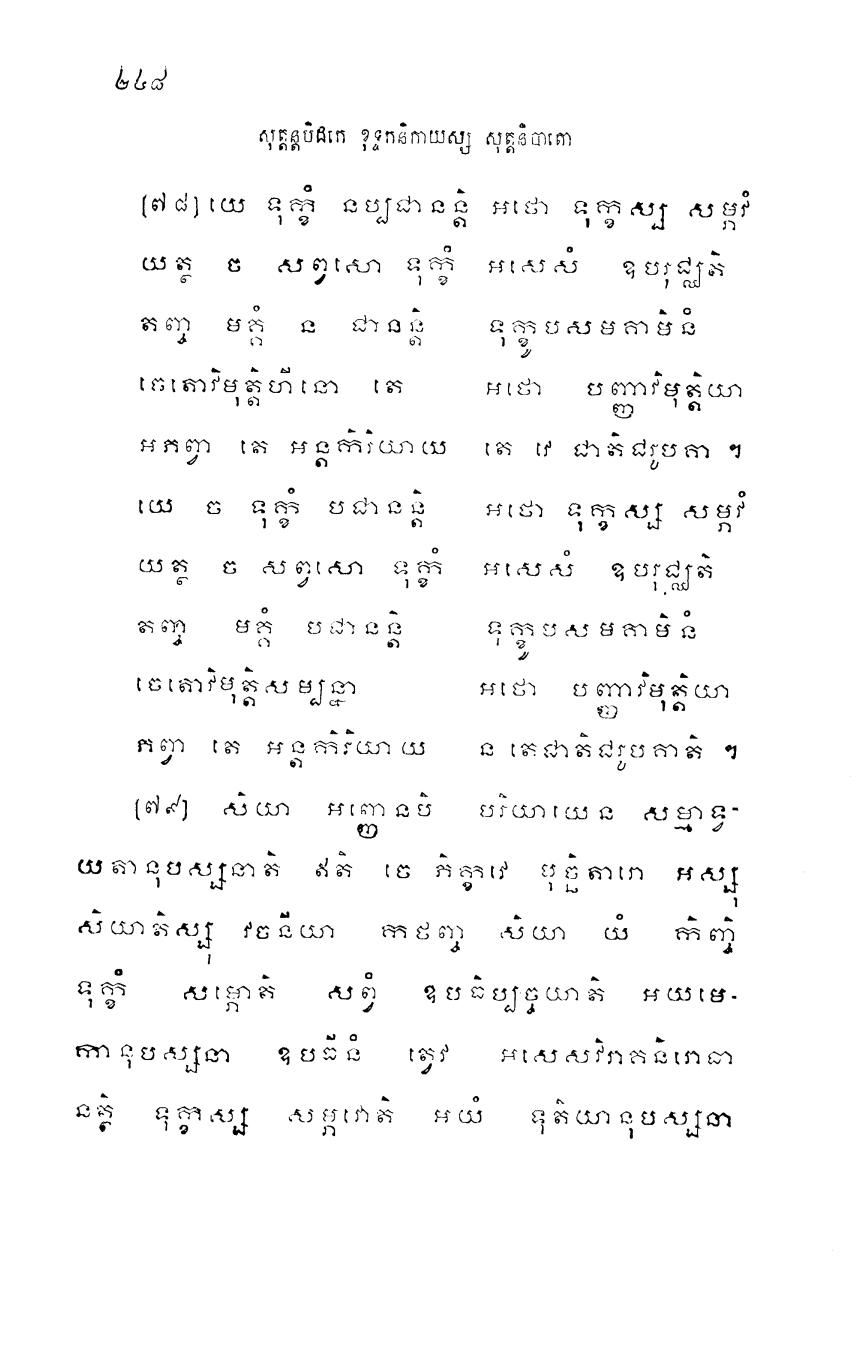 ២៤៨
សុត្តន្តបិដកេ ខុទ្ទកនិកាយស្ស សុត្តនិបាតោ
[៧៨] យេ ទុក្ខំ នប្បជានន្តិ អថោ ទុក្ខស្ស សម្ភវំ
យត្ថ ច សព្វសោ ទុក្ខំ អសេសំ ឧបរុជ្ឈតិ
តញ្ច មគ្គំ ន ជានន្តិ ទុក្ខូបសមគាមិនំ
ចេតោវិមុត្តិហីនោ តេ អថោ បញ្ញាវិមុត្តិយា
អភព្វា តេ អន្តកិរិយាយ តេ វេ ជាតិជរូបគា ។
យេ ច ទុក្ខំ បជានន្តិ អថោ ទុក្ខស្ស សម្ភវំ
យត្ថ ច សព្វសោ ទុក្ខំ អសេសំ ឧបរុជ្ឈតិ
តញ្ច មគ្គំ បជានន្តិ ទុក្ខូបសមគាមិនំ
ចេតោវិមុត្តិសម្បន្នា អថោ បញ្ញាវិមុត្តិយា
ភព្វា តេ អន្តកិរិយាយ ន តេជាតិជរូបគាតិ ។
[៧៩] សិយា អញ្ញេនបិ បរិយាយេន សម្មាទ្វ-
យតានុបស្សនាតិ ឥតិ ចេ ភិក្ខវេ បុច្ឆិតារោ អស្សុ
សិយាតិស្សុ វចនីយា កថញ្ច សិយា យំ កិញ្ចិ
ទុក្ខំ សម្ភោតិ សព្វំ ឧបធិប្បច្ចយាតិ អយមេ-
កានុបស្សនា ឧបធីនំ ត្វេវ អសេសវិរាគនិរោធា
នត្ថិ ទុក្ខស្ស សម្ភវោតិ អយំ ទុតិយានុបស្សនា